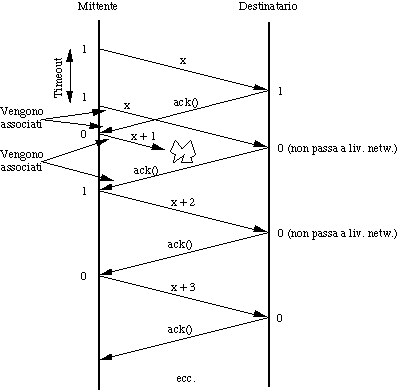 Mittente
Destinatario
1
x
Timeout
ack()
1
1
x
Vengono
associati
0
x + 1
0 (non passa a liv. netw.)
Vengono
associati
ack()
1
x + 2
0 (non passa a liv. netw.)
ack()
0
x + 3
0
ack()
ecc.